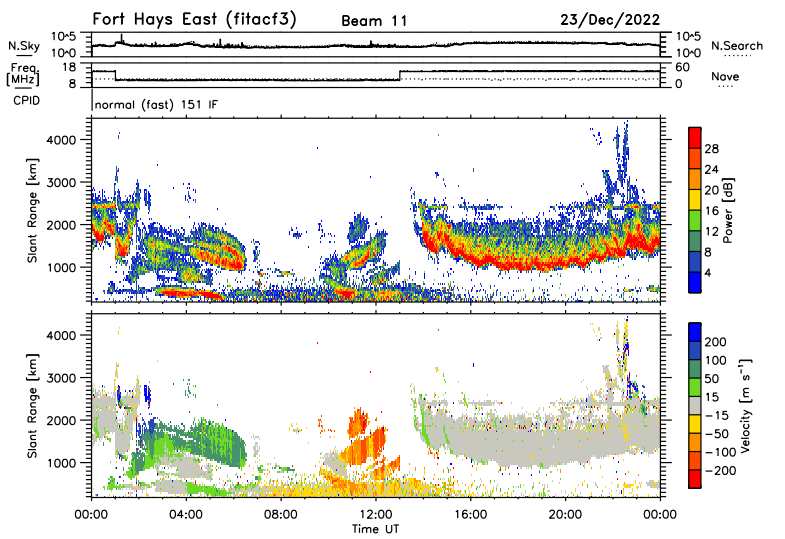 Fort Hays East (fitacf3) Beam 11 23/Dec/2022
N.Sky 10^-5 10^0 10^-5 10^0 N.Search
Freq. [MHz] 18 8 60 0 Nave
CPID normal (fast) 151 IF
Slant Range [km] 4000 3000 2000 1000
28 24 20 16 12 8 4 Power [dB]
Slant Range [km] 4000 3000 2000 1000
200 100 50 15 -15 -50 -100 -200 Velocity [m s^-1]
00:00 04:00 08:00 12:00 16:00 20:00 00:00
Time UT